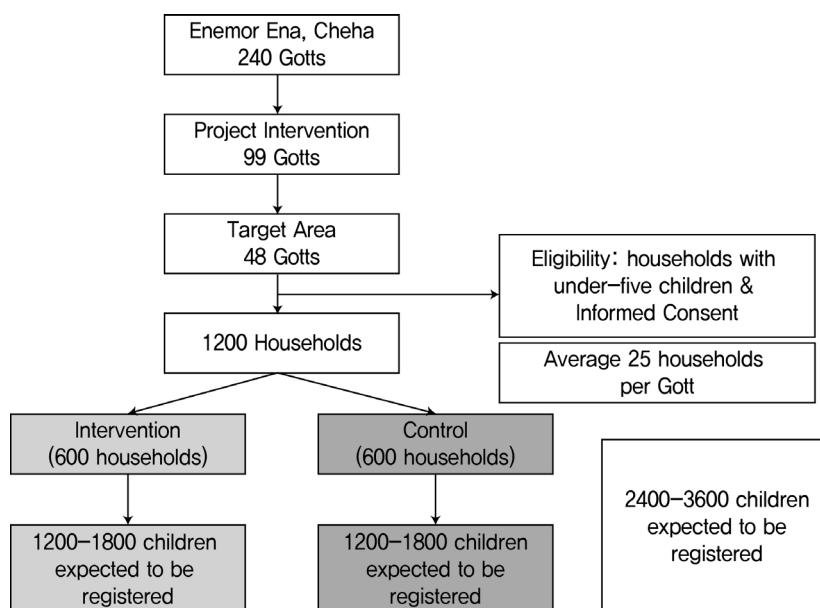 Enemor Ena, Cheha
240 Gotts
Project Intervention
99 Gotts
Target Area
48 Gotts
Eligibility: households with
under-five children &
Informed Consent
1200 Households
Average 25 households
per Gott
Intervention
(600 households)
Control
(600 households)
2400-3600 children
expected to be
registered
1200-1800 children
expected to be
registered
1200-1800 children
expected to be
registered